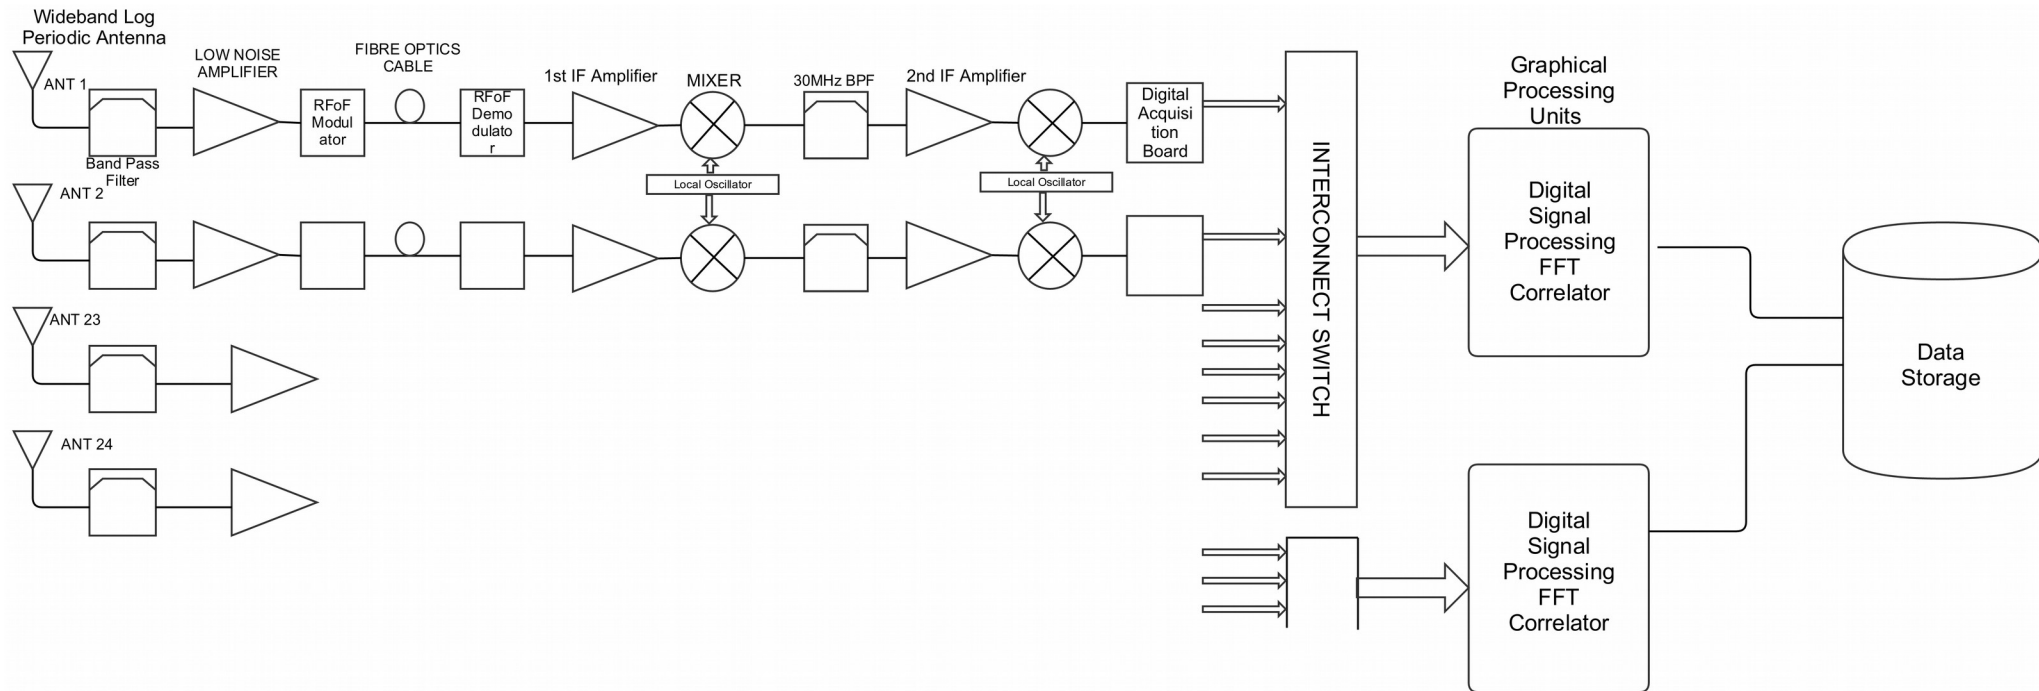 Wideband Log
Periodic Antenna
ANT 1
LOW NOISE
AMPLIFIER
FIBRE OPTICS
CABLE
1st IF Amplifier
MIXER
30MHz BPF
2nd IF Amplifier
RFoF
Modul
ator
RFoF
Demo
dulato
r
Digital
Acquisi
tion
Board
Band Pass
Filter
Local Oscillator
Local Oscillator
ANT 2
ANT 23
ANT 24
INTERCONNECT SWITCH
Graphical
Processing
Units
Digital
Signal
Processing
FFT
Correlator
Digital
Signal
Processing
FFT
Correlator
Data
Storage